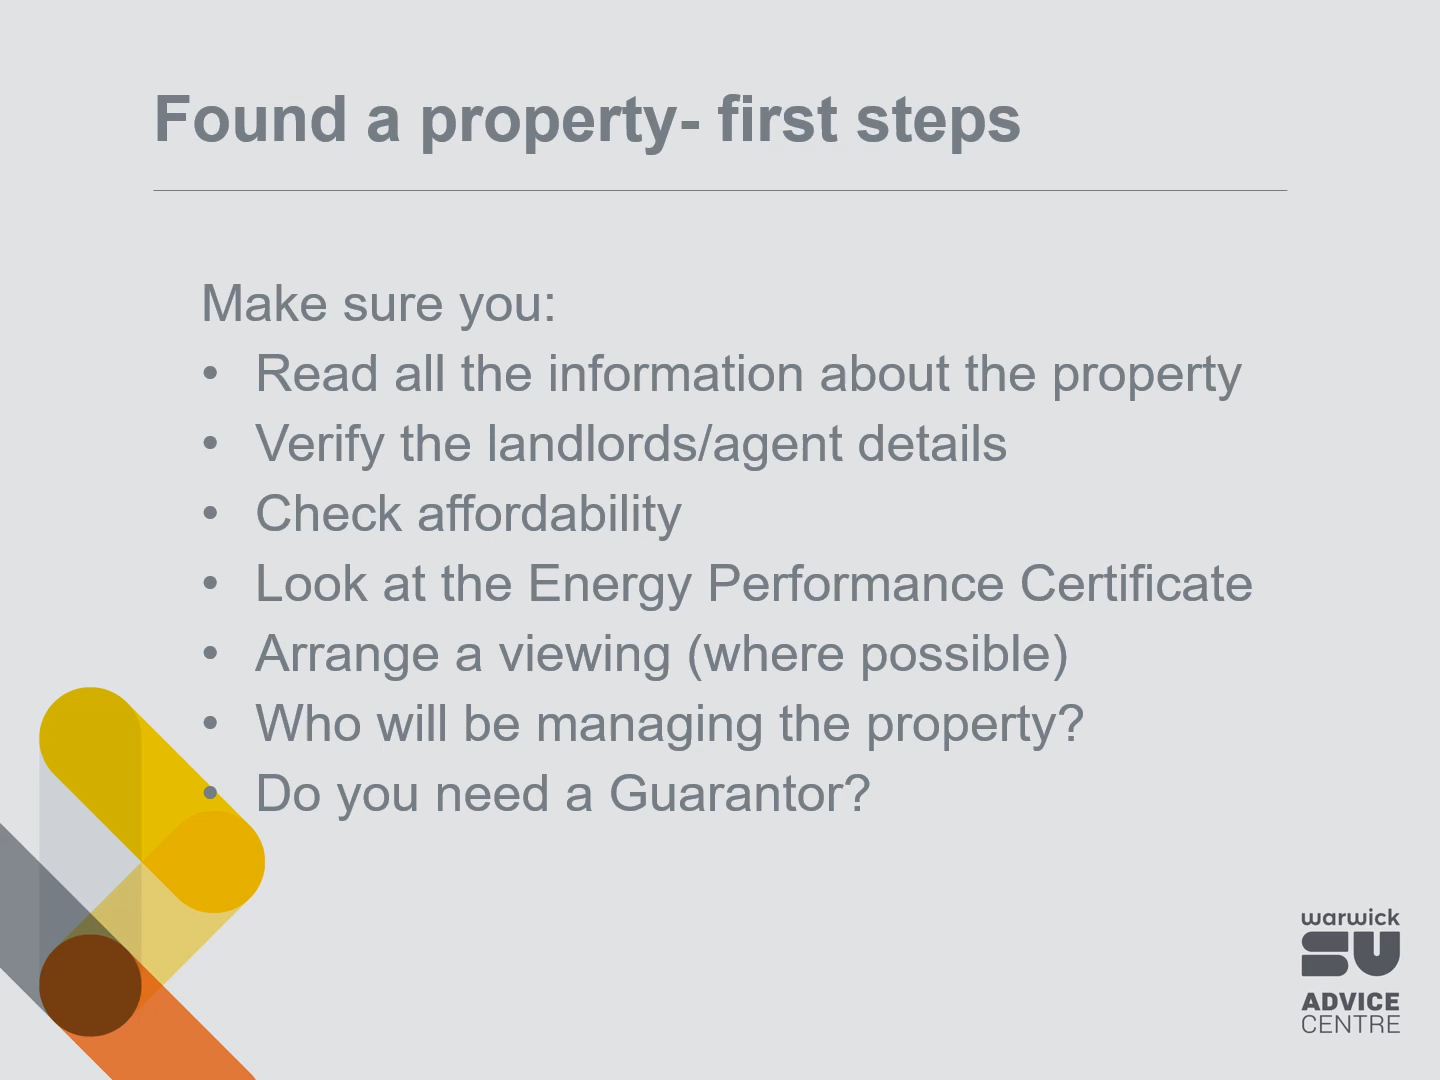 Found a property- first steps
Make sure you:
• Read all the information about the property
• Verify the landlords/agent details
• Check affordability
• Look at the Energy Performance Certificate
• Arrange a viewing (where possible)
• Who will be managing the property?
• Do you need a Guarantor?
warwick
SU
ADVICE
CENTRE